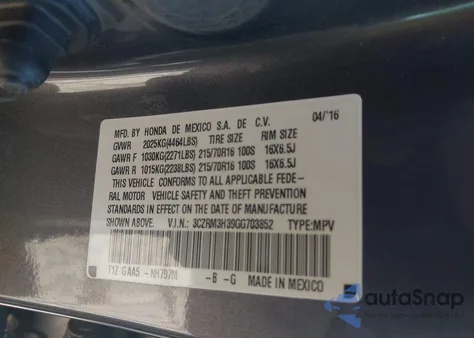 MFD. BY HONDA DE MEXICO S.A. DE C.V. 04/'16
GVWR 2025KG(4464LBS) TIRE SIZE RIM SIZE
GAWR F 1030KG(2271LBS) 215/70R16 100S 16X6.5J
GAWR R 1015KG(2238LBS) 215/70R16 100S 16X6.5J
THIS VEHICLE CONFORMS TO ALL APPLICABLE FEDE-
RAL MOTOR VEHICLE SAFETY AND THEFT PREVENTION
STANDARDS IN EFFECT ON THE DATE OF MANUFACTURE
SHOWN ABOVE. V.I.N.: 3CZRM3H39GG703852 TYPE:MPV
T1Z GAA5 -NH797M -B -G MADE IN MEXICO
autoSnap